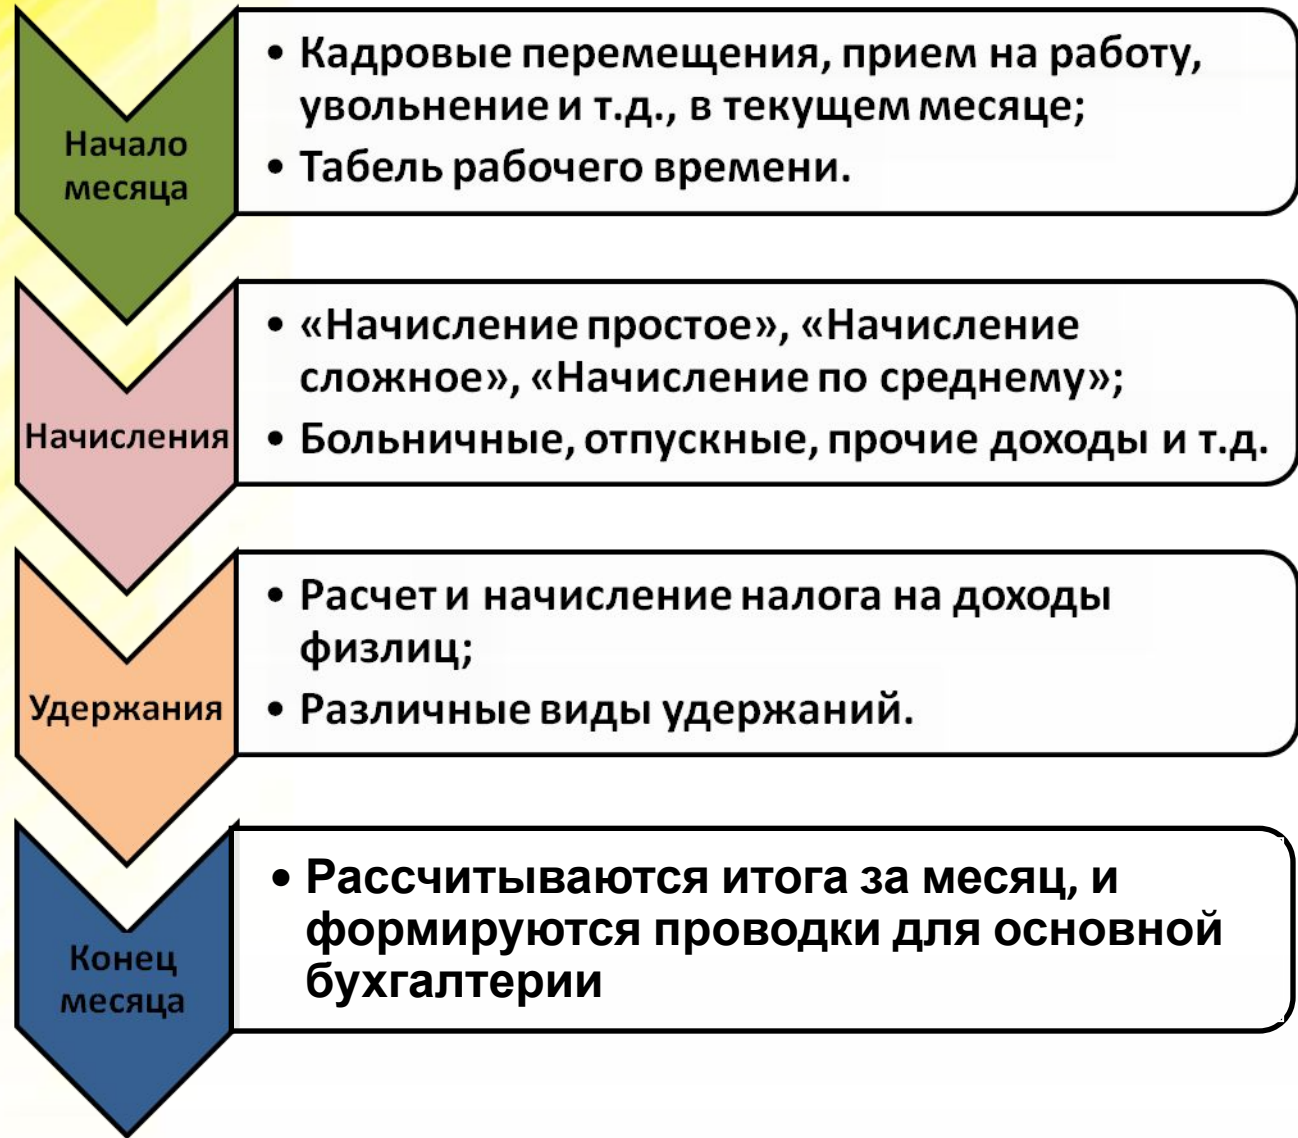 Начало
месяца
• Кадровые перемещения, прием на работу,
увольнение и т.д., в текущем месяце;
• Табель рабочего времени.
Начисления
• «Начисление простое», «Начисление
сложное», «Начисление по среднему»;
• Больничные, отпускные, прочие доходы и т.д.
Удержания
• Расчет и начисление налога на доходы
физлиц;
• Различные виды удержаний.
Конец
месяца
• Рассчитываются итога за месяц, и
формируются проводки для основной
бухгалтерии